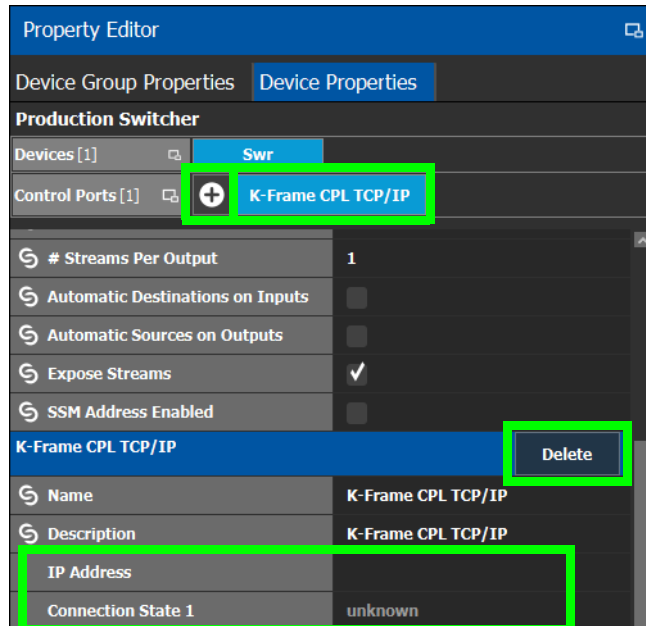 Property Editor
Device Group Properties Device Properties
Production Switcher
Devices [1] Swr
Control Ports [1] K-Frame CPL TCP/IP
# Streams Per Output 1
Automatic Destinations on Inputs
Automatic Sources on Outputs
Expose Streams
SSM Address Enabled
K-Frame CPL TCP/IP Delete
Name K-Frame CPL TCP/IP
Description K-Frame CPL TCP/IP
IP Address
Connection State 1 unknown